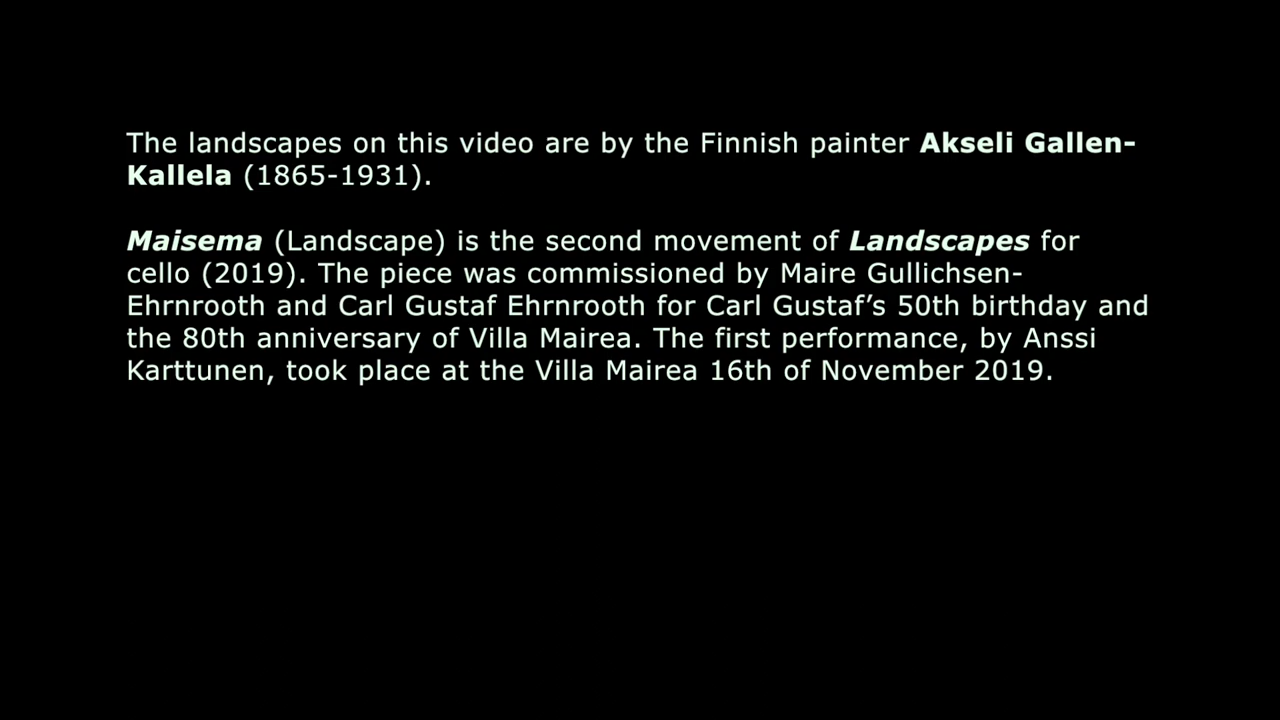 The landscapes on this video are by the Finnish painter Akseli Gallen-
Kallela (1865-1931).
Maisema (Landscape) is the second movement of Landscapes for
cello (2019). The piece was commissioned by Maire Gullichsen-
Ehrnrooth and Carl Gustaf Ehrnrooth for Carl Gustaf’s 50th birthday and
the 80th anniversary of Villa Mairea. The first performance, by Anssi
Karttunen, took place at the Villa Mairea 16th of November 2019.